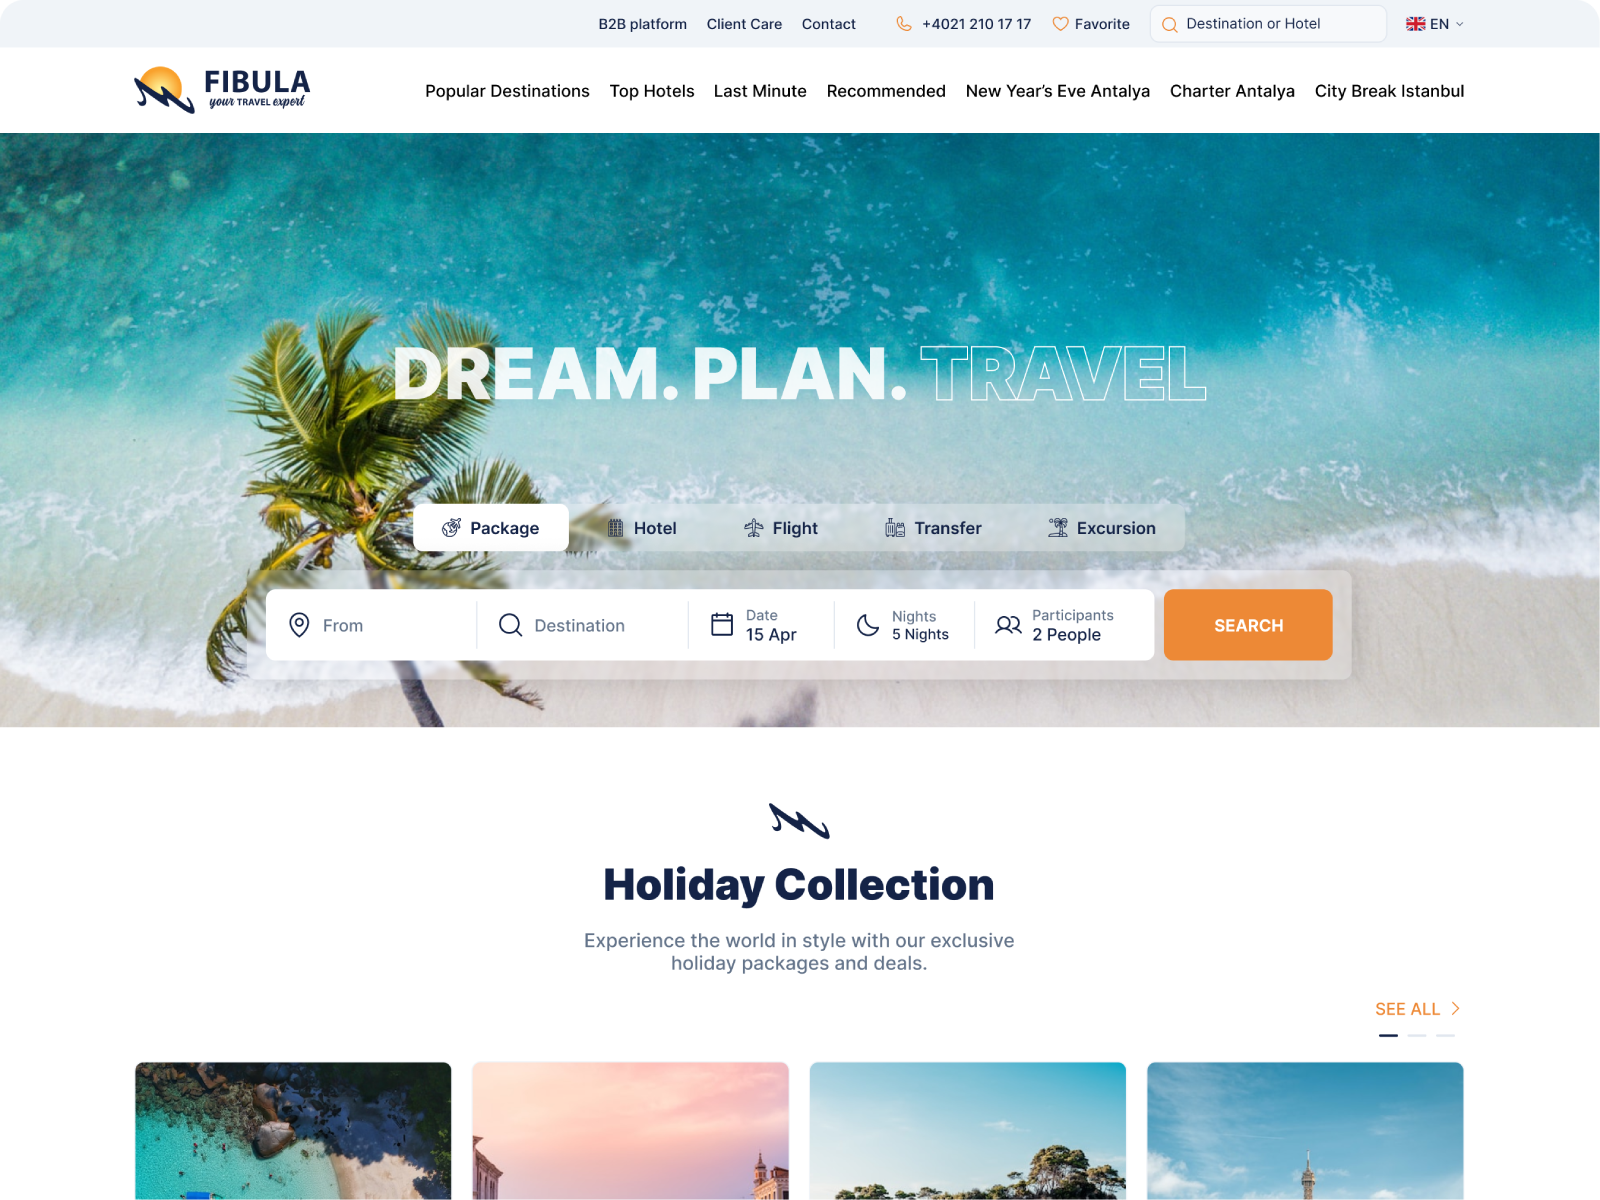 B2B platform Client Care Contact +4021 210 17 17 Favorite Destination or Hotel EN
FIBULA
your TRAVEL expert
Popular Destinations Top Hotels Last Minute Recommended New Year's Eve Antalya Charter Antalya City Break Istanbul
DREAM. PLAN. TRAVEL
Package Hotel Flight Transfer Excursion
From Destination
Date
15 Apr
Nights
5 Nights
Participants
2 People
SEARCH
Holiday Collection
Experience the world in style with our exclusive
holiday packages and deals.
SEE ALL